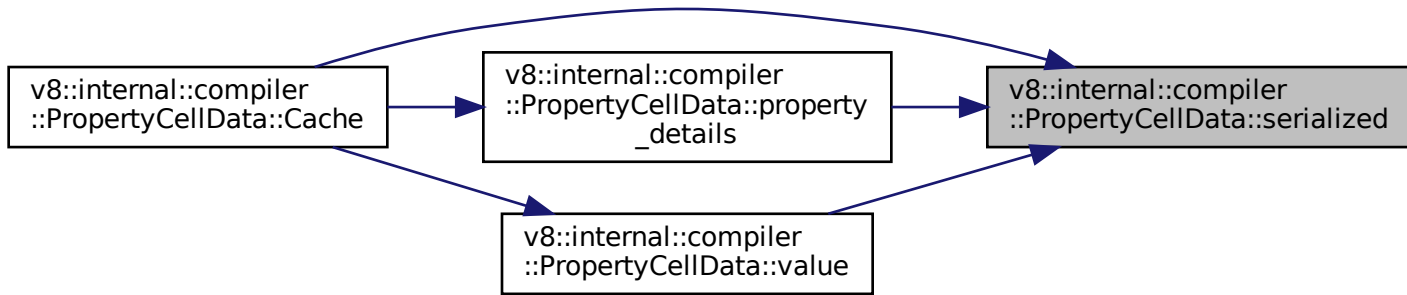 v8::internal::compiler
::PropertyCellData::Cache
v8::internal::compiler
::PropertyCellData::property
_details
v8::internal::compiler
::PropertyCellData::serialized
v8::internal::compiler
::PropertyCellData::value